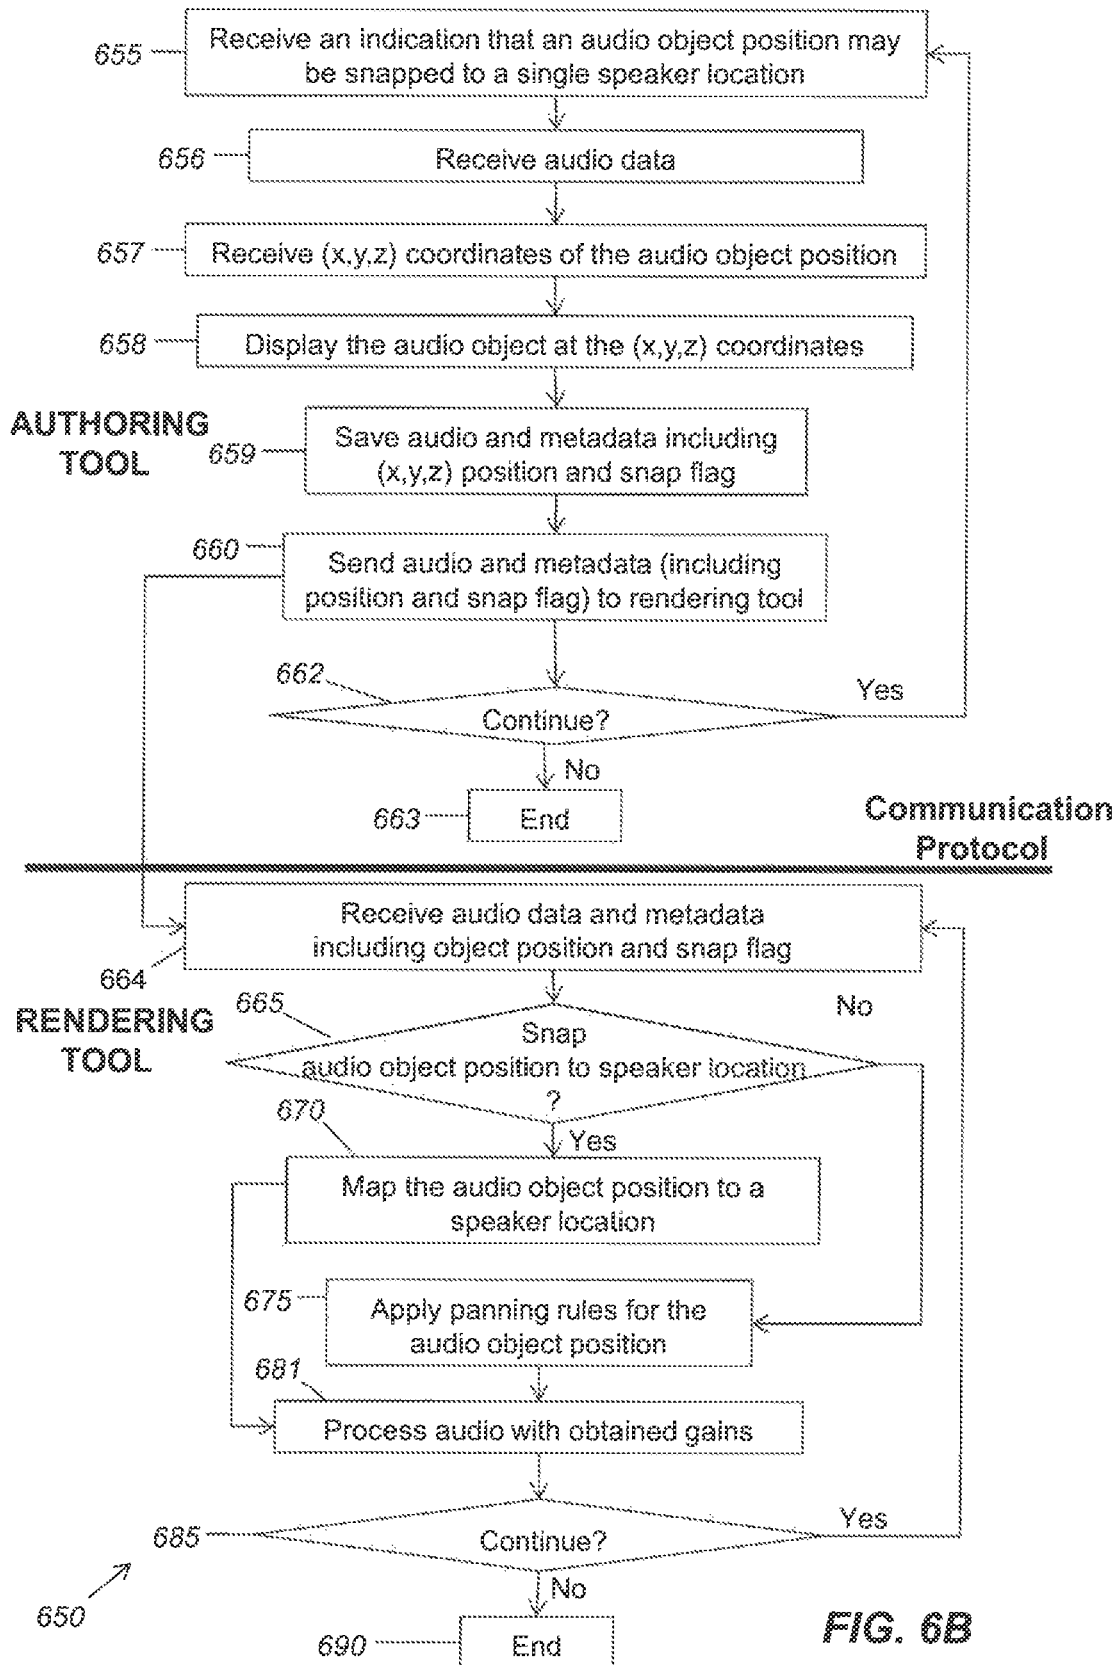 655
Receive an indication that an audio object position may
be snapped to a single speaker location
656
Receive audio data
657
Receive (x,y,z) coordinates of the audio object position
658
Display the audio object at the (x,y,z) coordinates
AUTHORING
TOOL
659
Save audio and metadata including
(x,y,z) position and snap flag
660
Send audio and metadata (including
position and snap flag) to rendering tool
662
Continue?
Yes
No
663
End
Communication
Protocol
Receive audio data and metadata
including object position and snap flag
664
RENDERING
TOOL
665
No
Snap
audio object position to speaker location
?
670
Yes
Map the audio object position to a
speaker location
675
Apply panning rules for the
audio object position
681
Process audio with obtained gains
685
Continue?
Yes
No
650
690
End
FIG. 6B